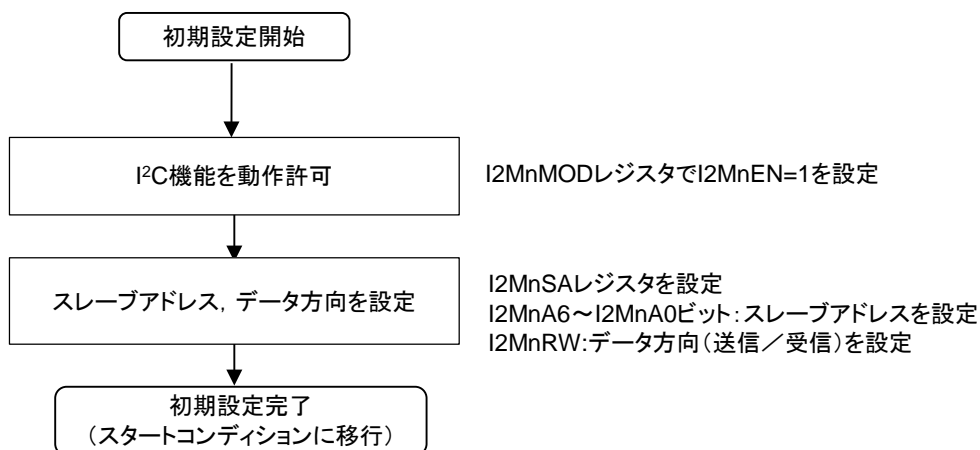 初期設定開始
I²C機能を動作許可
I2MnMODレジスタでI2MnEN=1を設定
スレーブアドレス，データ方向を設定
I2MnSAレジスタを設定
I2MnA6～I2MnA0ビット：スレーブアドレスを設定
I2MnRW:データ方向（送信／受信）を設定
初期設定完了
（スタートコンディションに移行）